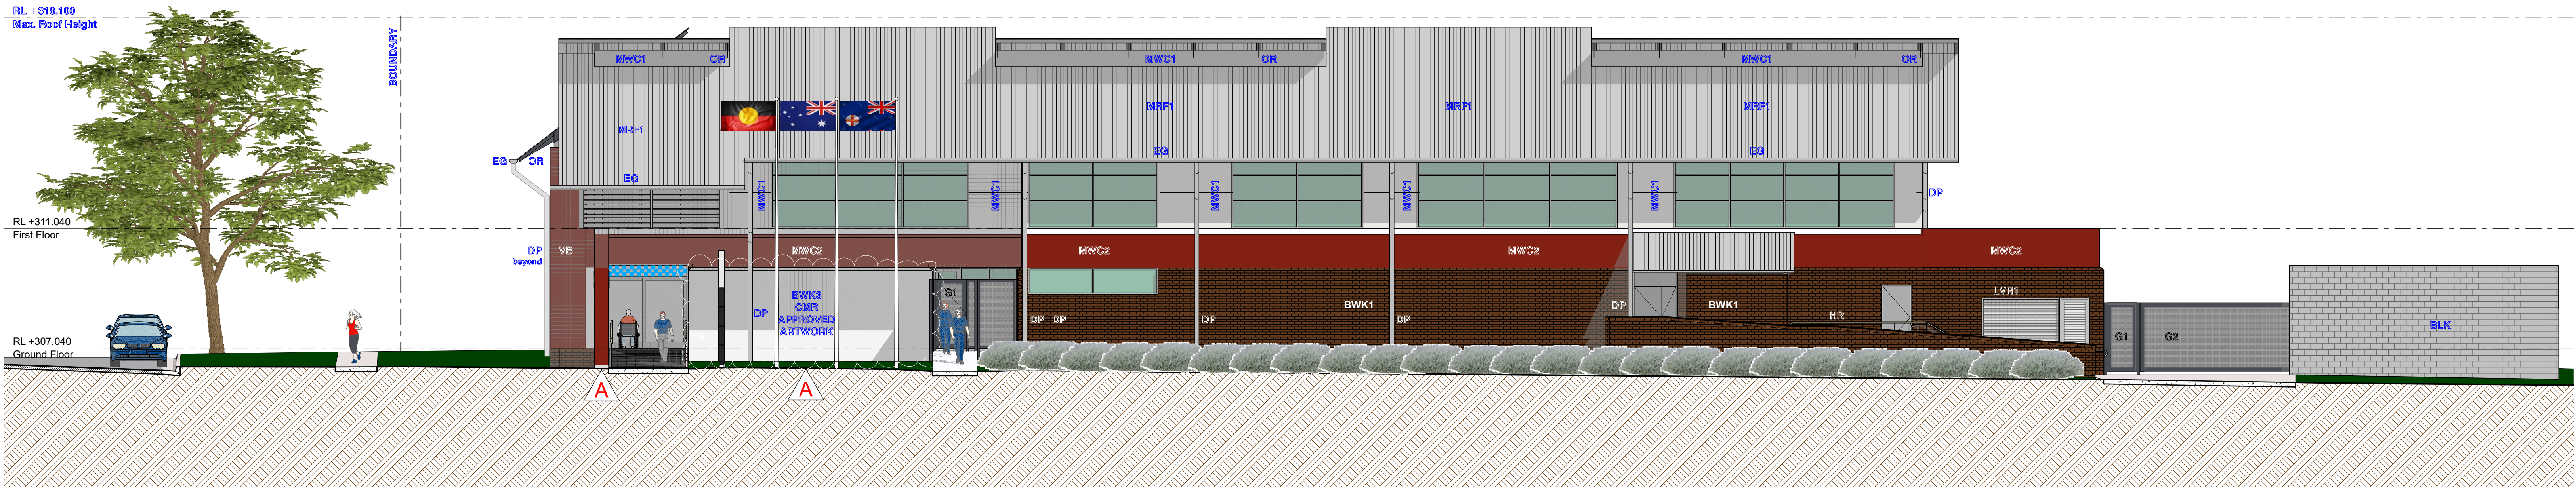 RL +318.100
Max. Roof Height
BOUNDARY
MWC1 OR
MWC1 OR
MWC1 OR
MRF1
MRF1
MRF1
MRF1
EG OR
EG
EG
EG
MWC1
MWC1
MWC1
MWC1
MWC1
DP
RL +311.040
First Floor
DP
beyond
VB
MWC2
MWC2
MWC2
MWC2
DP
BWK3
CMR
APPROVED
ARTWORK
G1
DP DP
DP
BWK1
DP
DP
BWK1
HR
LVR1
G1
G2
BLK
RL +307.040
Ground Floor
A
A